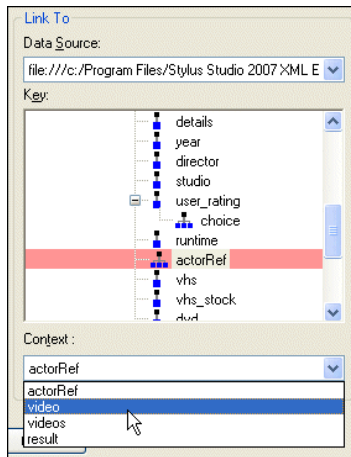 Link To
Data Source:
file:///c:/Program Files/Stylus Studio 2007 XML E
Key:
details
year
director
studio
user_rating
choice
runtime
actorRef
vhs
vhs_stock
dvd
Context :
actorRef
actorRef
video
videos
result